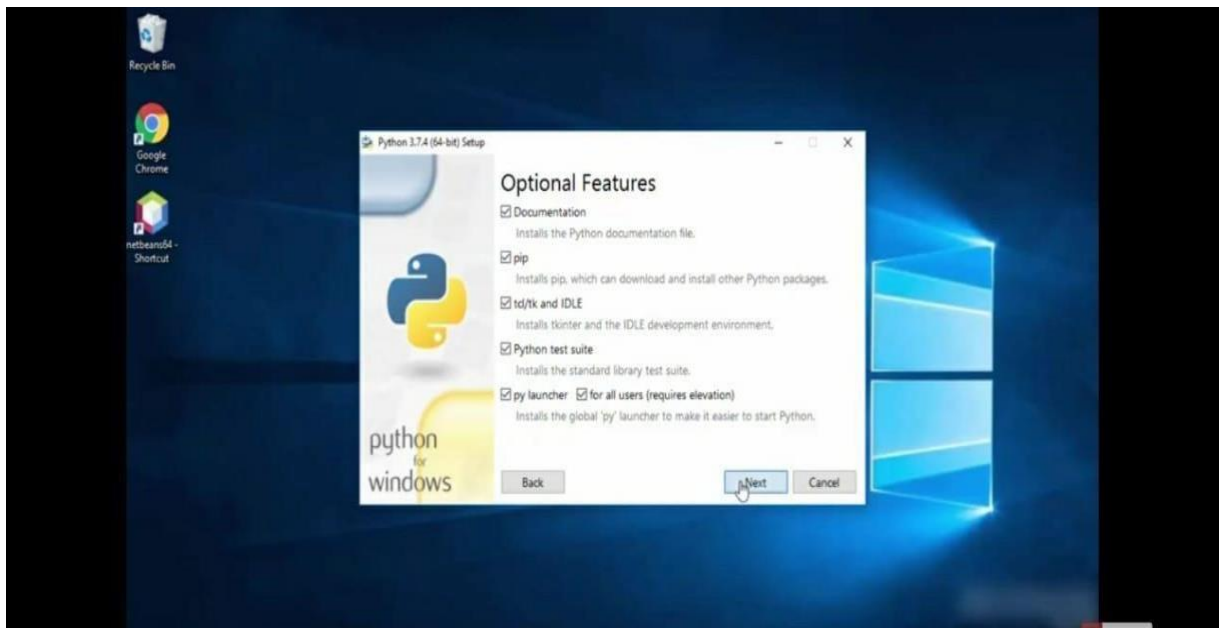 Recycle Bin
Google
Chrome
netbeans64 -
Shortcut
Python 3.7.4 (64-bit) Setup
Optional Features
Documentation
Installs the Python documentation file.
pip
Installs pip, which can download and install other Python packages.
tcl/tk and IDLE
Installs tkinter and the IDLE development environment.
Python test suite
Installs the standard library test suite.
py launcher for all users (requires elevation)
Installs the global 'py' launcher to make it easier to start Python.
python
for
windows
Back Next Cancel